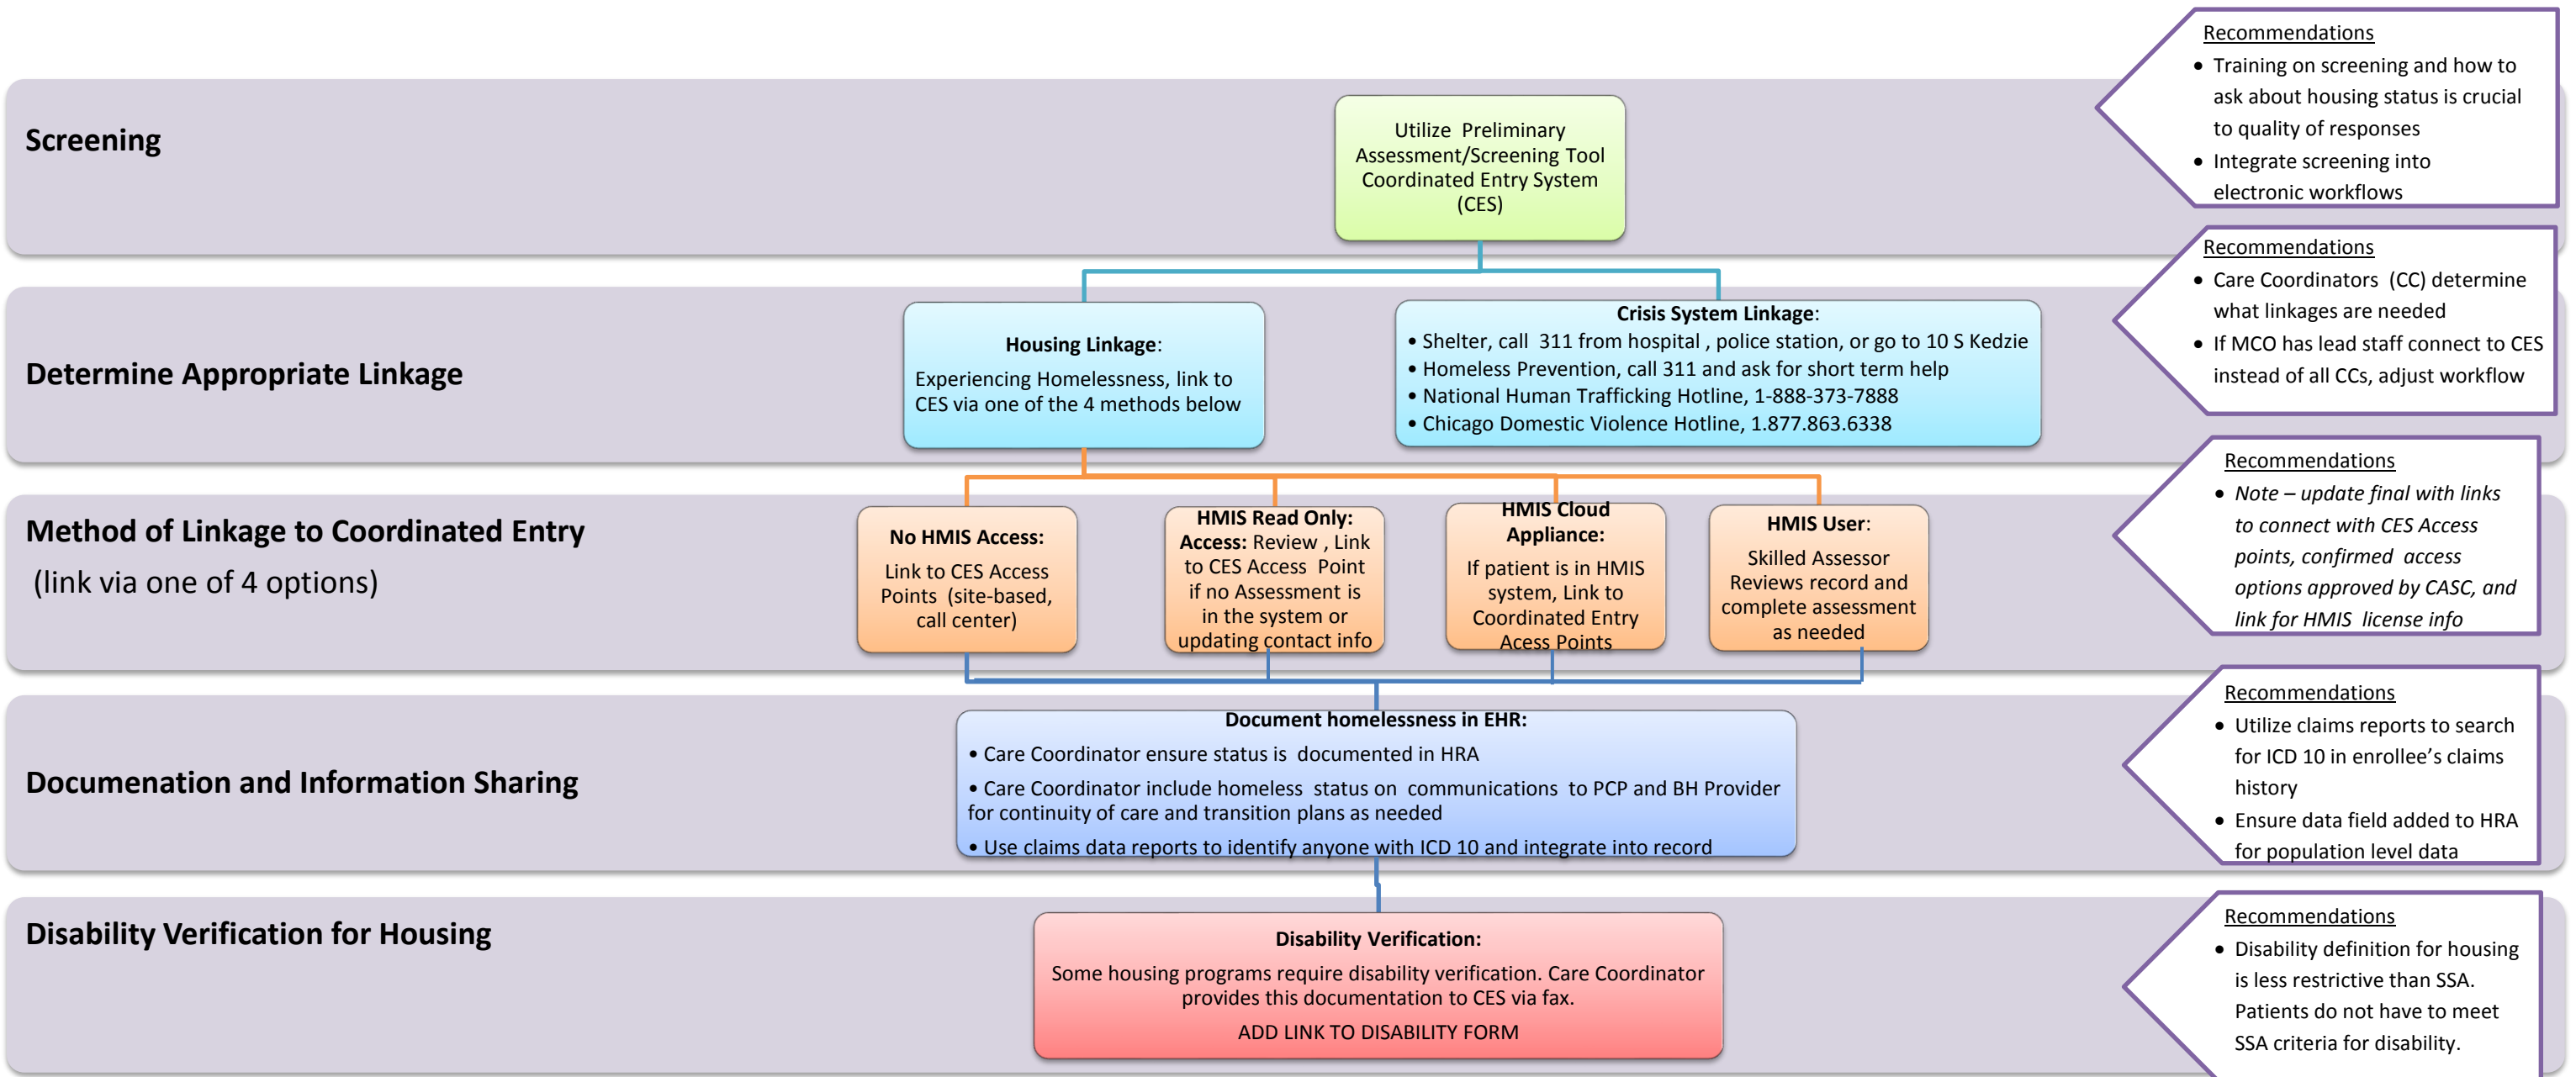 Screening
Utilize  Preliminary
Assessment/Screening Tool
Coordinated Entry System
(CES)
Recommendations
• Training on screening and how to
ask about housing status is crucial
to quality of responses
• Integrate screening into
electronic workflows
Determine Appropriate Linkage
Housing Linkage:
Experiencing Homelessness, link to
CES via one of the 4 methods below
Crisis System Linkage:
• Shelter, call  311 from hospital , police station, or go to 10 S Kedzie
• Homeless Prevention, call 311 and ask for short term help
• National Human Trafficking Hotline, 1-888-373-7888
• Chicago Domestic Violence Hotline, 1.877.863.6338
Recommendations
• Care Coordinators  (CC) determine
what linkages are needed
• If MCO has lead staff connect to CES
instead of all CCs, adjust workflow
Method of Linkage to Coordinated Entry
(link via one of 4 options)
No HMIS Access:
Link to CES Access
Points  (site-based,
call center)
HMIS Read Only:
Access: Review , Link
to CES Access  Point
if no Assessment is
in the system or
updating contact info
HMIS Cloud
Appliance:
If patient is in HMIS
system, Link to
Coordinated Entry
Acess Points
HMIS User:
Skilled Assessor
Reviews record and
complete assessment
as needed
Recommendations
• Note – update final with links
to connect with CES Access
points, confirmed  access
options approved by CASC, and
link for HMIS  license info
Documenation and Information Sharing
Document homelessness in EHR:
• Care Coordinator ensure status is  documented in HRA
• Care Coordinator include homeless  status on  communications  to PCP and BH Provider
for continuity of care and transition plans as needed
• Use claims data reports to identify anyone with ICD 10 and integrate into record
Recommendations
• Utilize claims reports to search
for ICD 10 in enrollee's claims
history
• Ensure data field added to HRA
for population level data
Disability Verification for Housing
Disability Verification:
Some housing programs require disability verification. Care Coordinator
provides this documentation to CES via fax.
ADD LINK TO DISABILITY FORM
Recommendations
• Disability definition for housing
is less restrictive than SSA.
Patients do not have to meet
SSA criteria for disability.